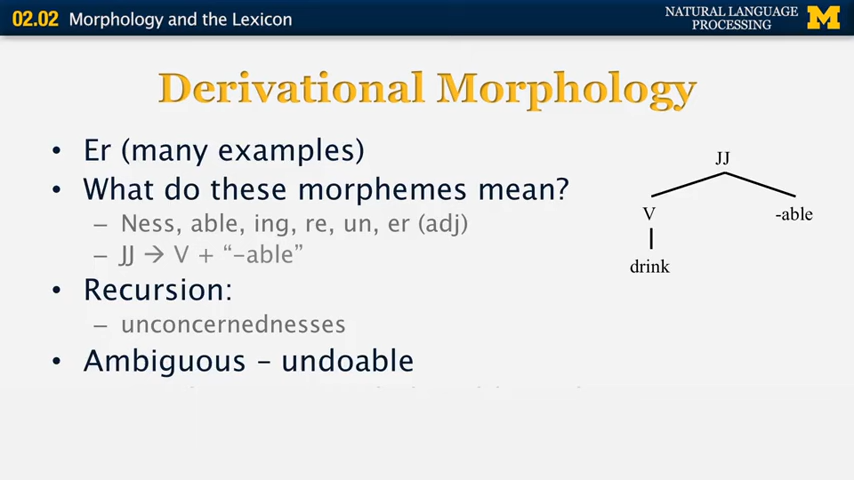 02.02 Morphology and the Lexicon
NATURAL LANGUAGE
PROCESSING
M
Derivational Morphology
• Er (many examples)
• What do these morphemes mean?
– Ness, able, ing, re, un, er (adj)
– JJ → V + “-able”
• Recursion:
– unconcernednesses
• Ambiguous – undoable
JJ
V -able
drink